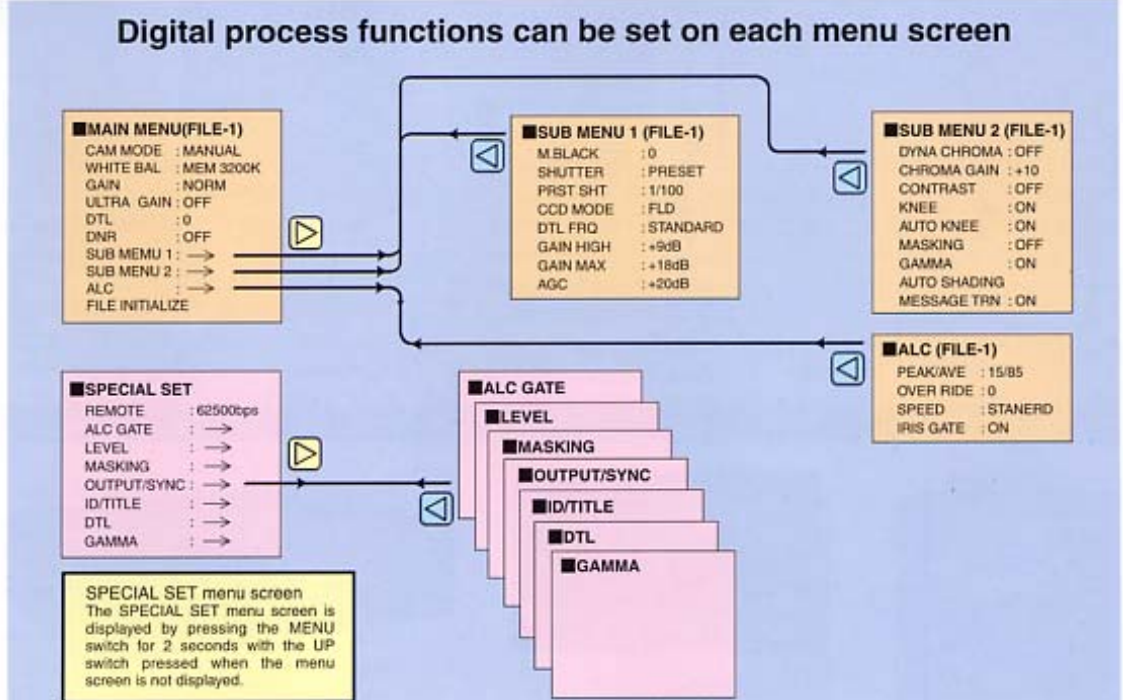 Digital process functions can be set on each menu screen
■MAIN MENU(FILE-1)
CAM MODE : MANUAL
WHITE BAL : MEM 3200K
GAIN : NORM
ULTRA GAIN : OFF
DTL : 0
DNR : OFF
SUB MEMU 1 : →
SUB MENU 2 : →
ALC : →
FILE INITIALIZE
■SUB MENU 1 (FILE-1)
M.BLACK : 0
SHUTTER : PRESET
PRST SHT : 1/100
CCD MODE : FLD
DTL FRQ : STANDARD
GAIN HIGH : +9dB
GAIN MAX : +18dB
AGC : +20dB
■SUB MENU 2 (FILE-1)
DYNA CHROMA : OFF
CHROMA GAIN : +10
CONTRAST : OFF
KNEE : ON
AUTO KNEE : ON
MASKING : OFF
GAMMA : ON
AUTO SHADING
MESSAGE TRN : ON
■ALC (FILE-1)
PEAK/AVE : 15/85
OVER RIDE : 0
SPEED : STANERD
IRIS GATE : ON
■SPECIAL SET
REMOTE : 62500bps
ALC GATE : →
LEVEL : →
MASKING : →
OUTPUT/SYNC : →
ID/TITLE : →
DTL : →
GAMMA : →
■ALC GATE
■LEVEL
■MASKING
■OUTPUT/SYNC
■ID/TITLE
■DTL
■GAMMA
SPECIAL SET menu screen
The SPECIAL SET menu screen is
displayed by pressing the MENU
switch for 2 seconds with the UP
switch pressed when the menu
screen is not displayed.